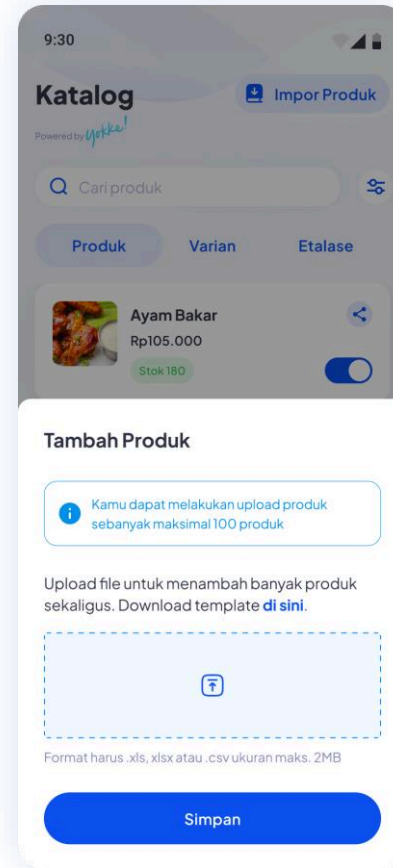 9:30
Katalog
Impor Produk
Powered by yokke!
Cari produk
Produk
Varian
Etalase
Ayam Bakar
Rp105.000
Stok 180
Tambah Produk
Kamu dapat melakukan upload produk
sebanyak maksimal 100 produk
Upload file untuk menambah banyak produk
sekaligus. Download template di sini.
Format harus .xls, xlsx atau .csv ukuran maks. 2MB
Simpan